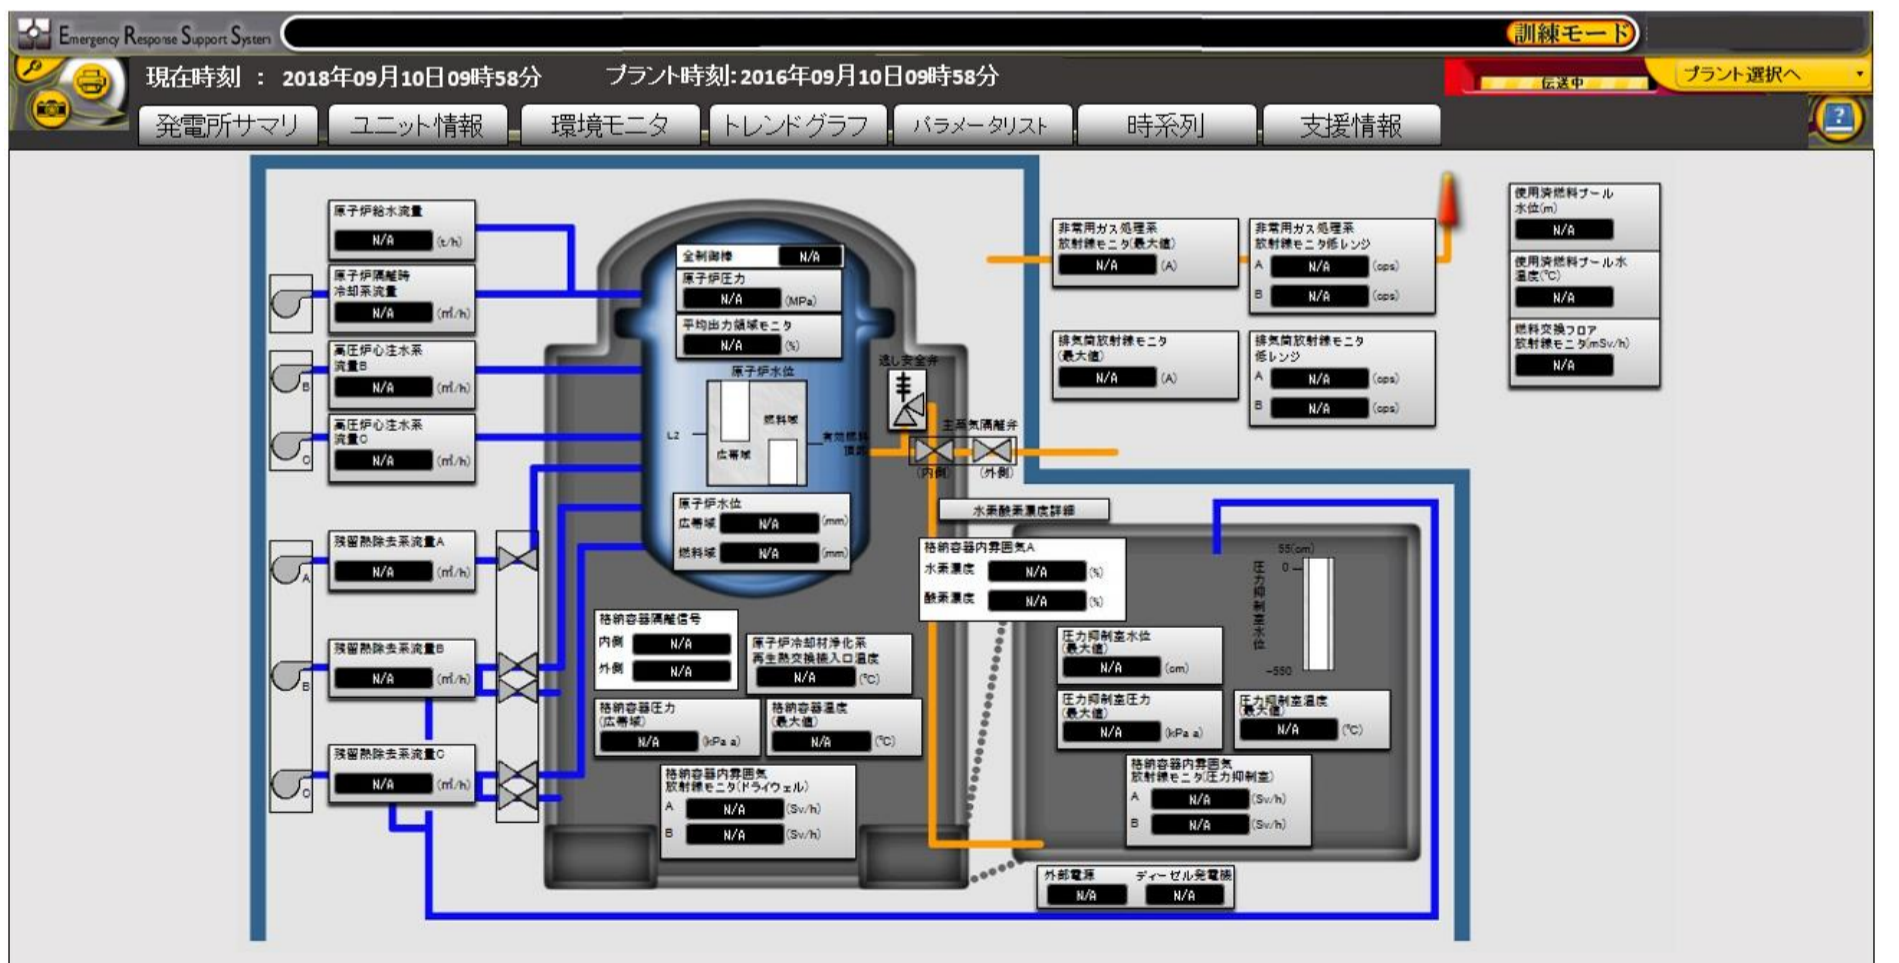 Emergency Response Support System
訓練モード
現在時刻 : 2018年09月10日09時58分
プラント時刻:2016年09月10日09時58分
伝送中
プラント選択へ
発電所サマリ
ユニット情報
環境モニタ
トレンドグラフ
パラメータリスト
時系列
支援情報
原子炉給水流量
N/A (t/h)
原子炉隔離時
冷却系流量
N/A (㎥/h)
高圧炉心注水系
流量B
N/A (㎥/h)
B
高圧炉心注水系
流量C
N/A (㎥/h)
C
残留熱除去系流量A
N/A (㎥/h)
A
残留熱除去系流量B
N/A (㎥/h)
B
残留熱除去系流量C
N/A (㎥/h)
C
全制御棒 N/A
原子炉圧力
N/A (MPa)
平均出力領域モニタ
N/A (%)
原子炉水位
燃料域
広帯域
L2
有効燃料
頂部
原子炉水位
広帯域 N/A (mm)
燃料域 N/A (mm)
逃し安全弁
主蒸気隔離弁
(内側)
(外側)
格納容器隔離信号
内側 N/A
外側 N/A
原子炉冷却材浄化系
再生熱交換機入口温度
N/A (℃)
格納容器圧力
(広帯域)
N/A (kPa a)
格納容器温度
(最大値)
N/A (℃)
格納容器内雰囲気
放射線モニタ(ドライウェル)
A N/A (Sv/h)
B N/A (Sv/h)
非常用ガス処理系
放射線モニタ(最大値)
N/A (A)
非常用ガス処理系
放射線モニタ低レンジ
A N/A (cps)
B N/A (cps)
排気筒放射線モニタ
(最大値)
N/A (A)
排気筒放射線モニタ
低レンジ
A N/A (cps)
B N/A (cps)
使用済燃料プール
水位(m)
N/A
使用済燃料プール水
温度(℃)
N/A
燃料交換フロア
放射線モニタ(mSv/h)
N/A
水素酸素濃度詳細
格納容器内雰囲気A
水素濃度 N/A (%)
酸素濃度 N/A (%)
55(cm)
0
圧力抑制室水位
-550
圧力抑制室水位
(最大値)
N/A (cm)
圧力抑制室圧力
(最大値)
N/A (kPa a)
圧力抑制室温度
(最大値)
N/A (℃)
格納容器内雰囲気
放射線モニタ(圧力抑制室)
A N/A (Sv/h)
B N/A (Sv/h)
外部電源 ディーゼル発電機
N/A N/A